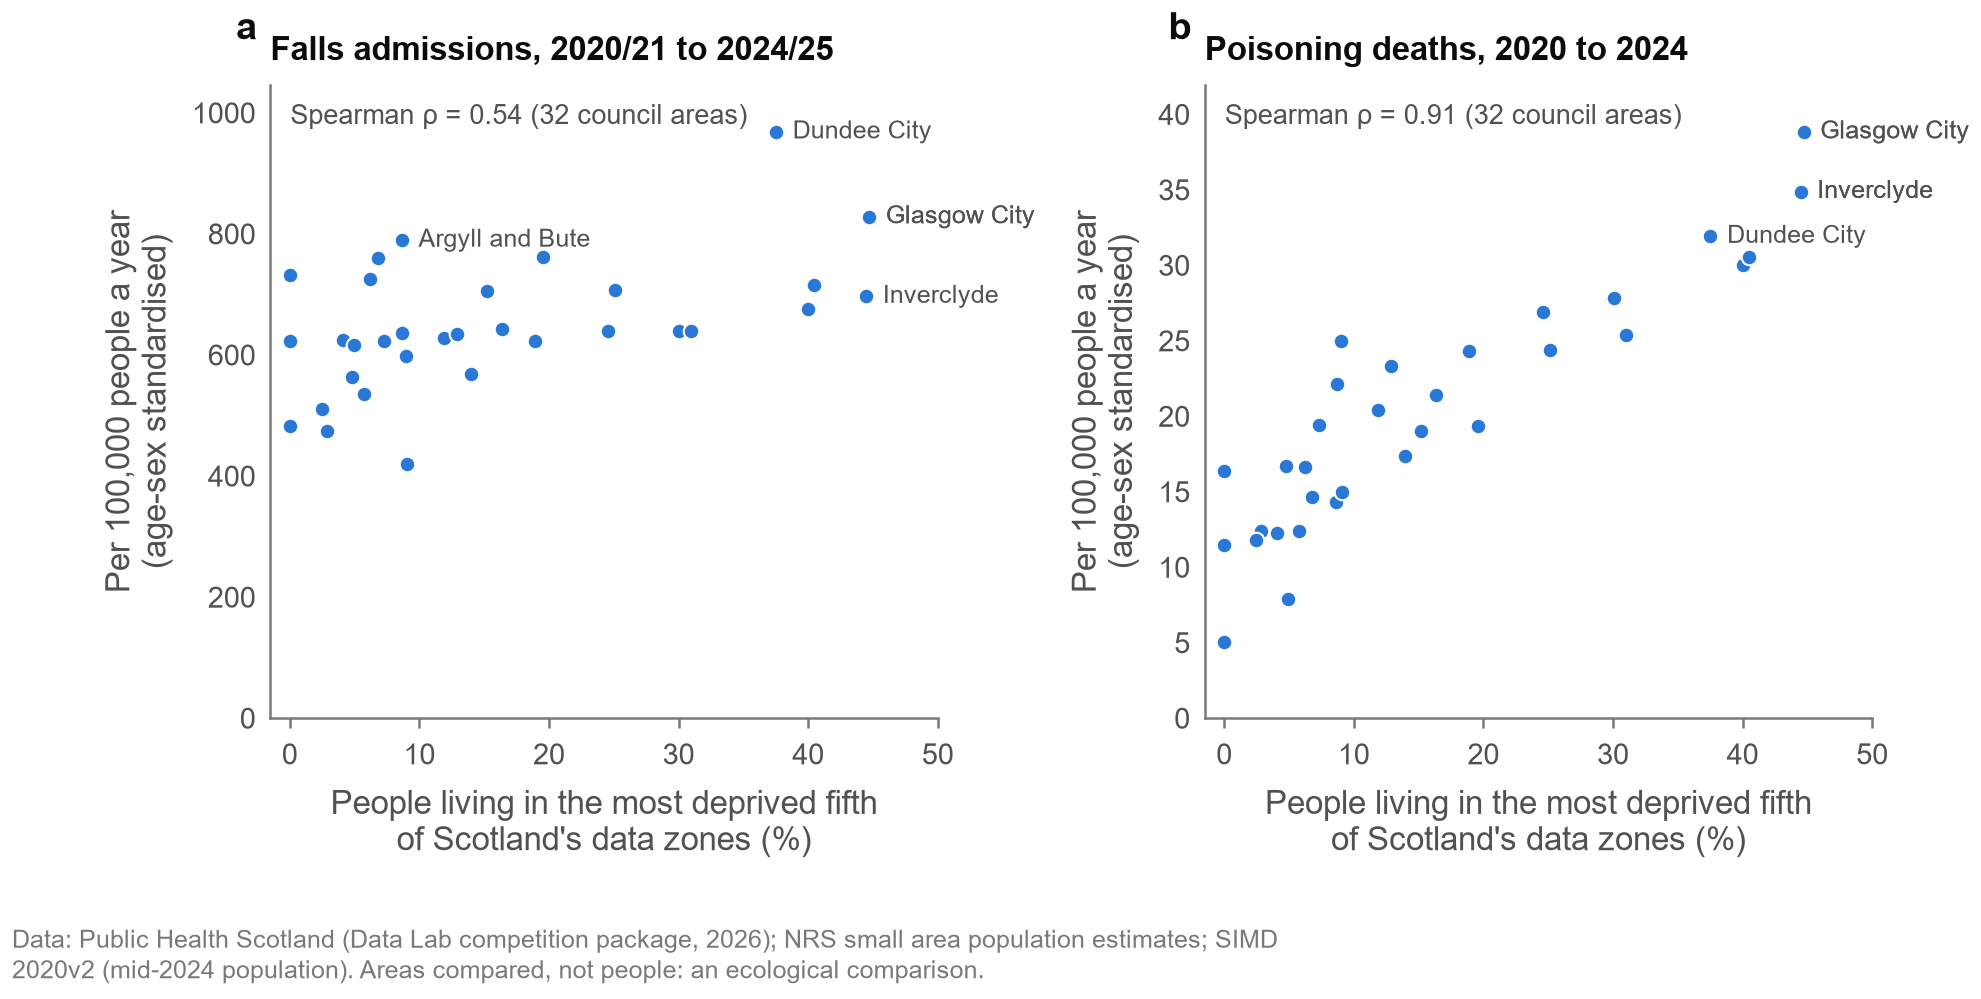 a
Falls admissions, 2020/21 to 2024/25
Spearman ρ = 0.54 (32 council areas)
Dundee City
Glasgow City
Argyll and Bute
Inverclyde
1000
800
600
400
200
0
Per 100,000 people a year
(age-sex standardised)
0 10 20 30 40 50
People living in the most deprived fifth
of Scotland's data zones (%)
b
Poisoning deaths, 2020 to 2024
Spearman ρ = 0.91 (32 council areas)
Glasgow City
Inverclyde
Dundee City
40
35
30
25
20
15
10
5
0
Per 100,000 people a year
(age-sex standardised)
0 10 20 30 40 50
People living in the most deprived fifth
of Scotland's data zones (%)
Data: Public Health Scotland (Data Lab competition package, 2026); NRS small area population estimates; SIMD
2020v2 (mid-2024 population). Areas compared, not people: an ecological comparison.